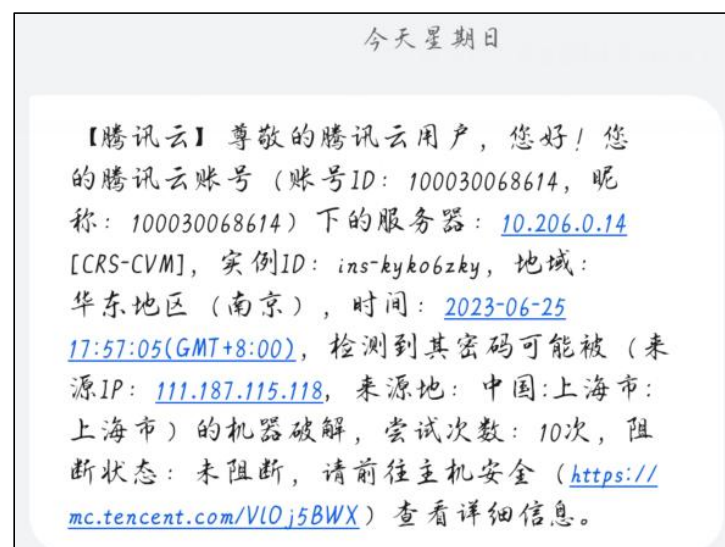 今天星期日
【腾讯云】尊敬的腾讯云用户，您好！您
的腾讯云账号（账号ID：100030068614，昵
称：100030068614）下的服务器：10.206.0.14
[CRS-CVM]，实例ID：ins-kyko6zky，地域：
华东地区（南京），时间：2023-06-25
17:57:05(GMT+8:00)，检测到其密码可能被（来
源IP：111.187.115.118，来源地：中国:上海市:
上海市）的机器破解，尝试次数：10次，阻
断状态：未阻断，请前往主机安全（https://
mc.tencent.com/VlOj5BWX）查看详细信息。